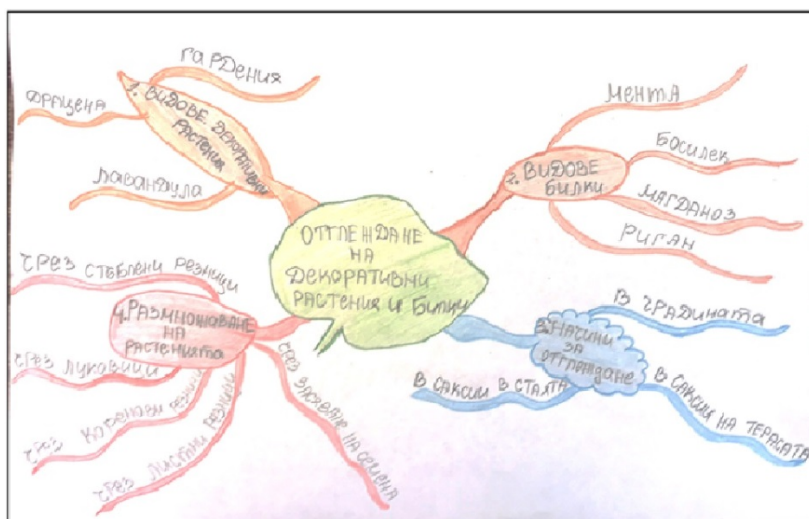 ОТГЛЕЖДАНЕ
НА
ДЕКОРАТИВНИ
РАСТЕНИЯ И БИЛКИ
1. ВИДОВЕ ДЕКОРАТИВНИ
РАСТЕНИЯ
ГАРДЕНИЯ
ФРАЦЕНА
ЛАВАНДУЛА
2. ВИДОВЕ
БИЛКИ
МЕНТА
БОСИЛЕК
МАГДАНОЗ
РИГАН
3. НАЧИНИ
ЗА
ОТГЛЕЖДАНЕ
В ГРАДИНАТА
В САКСИИ НА ТЕРАСАТА
В САКСИИ В СТАЯТА
4. РАЗМНОЖАВАНЕ
НА
РАСТЕНИЯТА
ЧРЕЗ СТЪБЛЕНИ РЕЗНИЦИ
ЧРЕЗ ЛУКОВИЦИ
ЧРЕЗ КОРЕНОВИ РЕЗНИЦИ
ЧРЕЗ ЛИСТНИ РЕЗНИЦИ
ЧРЕЗ ЗАСЯВАНЕ НА СЕМЕНА